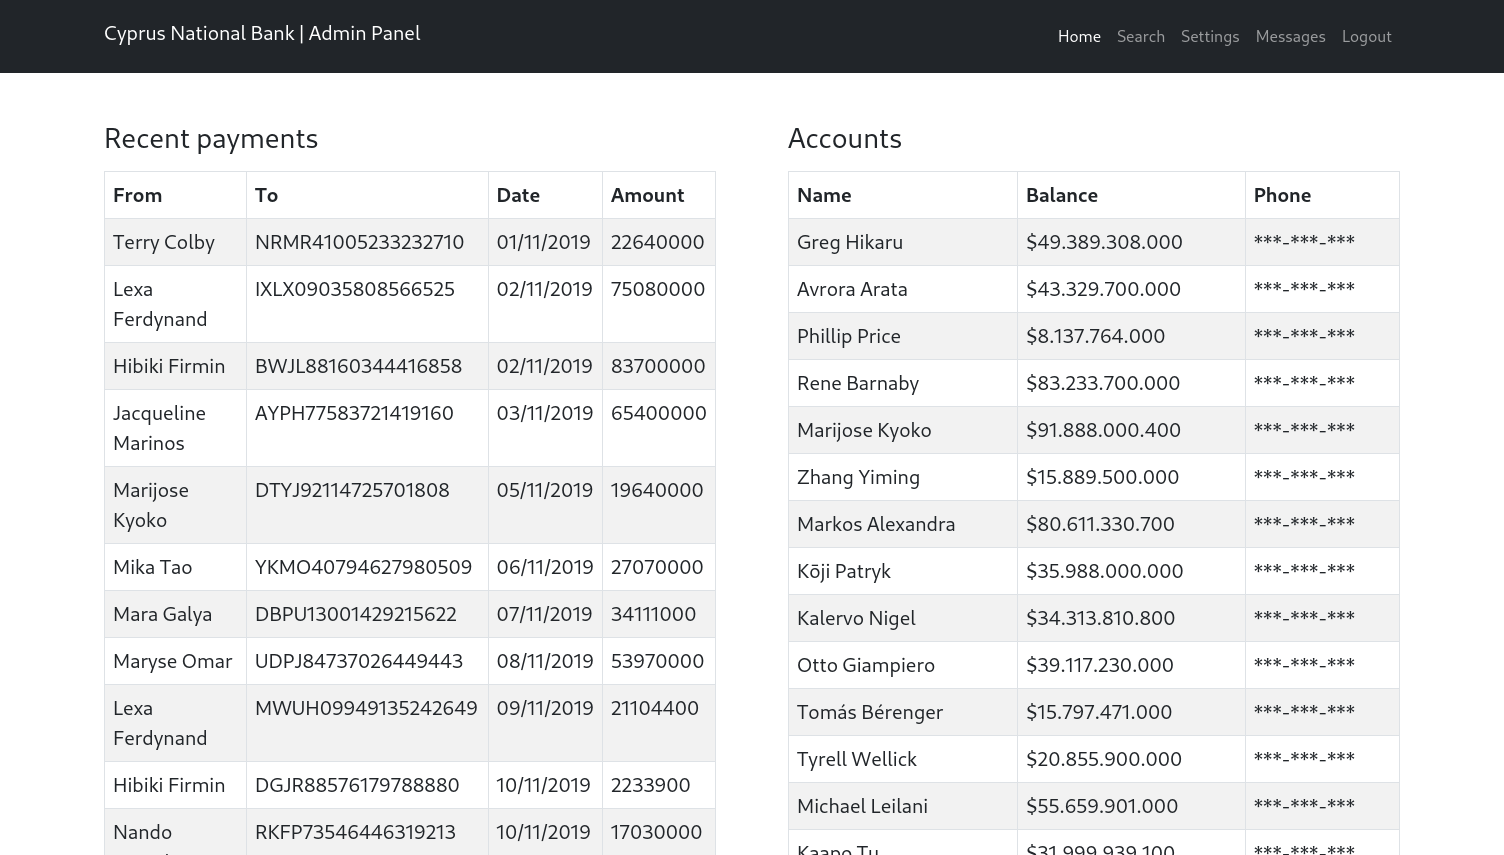 Cyprus National Bank | Admin Panel
Home Search Settings Messages Logout
Recent payments
From To Date Amount
Terry Colby NRMR41005233232710 01/11/2019 22640000
Lexa IXLX09035808566525 02/11/2019 75080000
Ferdynand
Hibiki Firmin BWJL88160344416858 02/11/2019 83700000
Jacqueline AYPH77583721419160 03/11/2019 65400000
Marinos
Marijose DTYJ92114725701808 05/11/2019 19640000
Kyoko
Mika Tao YKMO40794627980509 06/11/2019 27070000
Mara Galya DBPU13001429215622 07/11/2019 34111000
Maryse Omar UDPJ84737026449443 08/11/2019 53970000
Lexa MWUH09949135242649 09/11/2019 21104400
Ferdynand
Hibiki Firmin DGJR88576179788880 10/11/2019 2233900
Nando RKFP73546446319213 10/11/2019 17030000
Accounts
Name Balance Phone
Greg Hikaru $49.389.308.000 ***-***-***
Avrora Arata $43.329.700.000 ***-***-***
Phillip Price $8.137.764.000 ***-***-***
Rene Barnaby $83.233.700.000 ***-***-***
Marijose Kyoko $91.888.000.400 ***-***-***
Zhang Yiming $15.889.500.000 ***-***-***
Markos Alexandra $80.611.330.700 ***-***-***
Kōji Patryk $35.988.000.000 ***-***-***
Kalervo Nigel $34.313.810.800 ***-***-***
Otto Giampiero $39.117.230.000 ***-***-***
Tomás Bérenger $15.797.471.000 ***-***-***
Tyrell Wellick $20.855.900.000 ***-***-***
Michael Leilani $55.659.901.000 ***-***-***
Kaapo Tu $31.999.939.100 ***-***-***